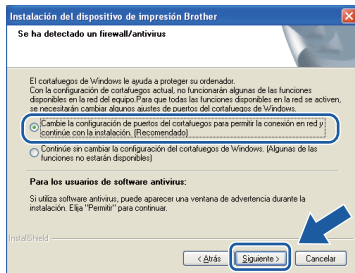 Instalación del dispositivo de impresión Brother
Se ha detectado un firewall/antivirus
El cortafuegos de Windows le ayuda a proteger su ordenador.
Con la configuración de cortafuegos actual, no funcionarán algunas de las funciones
disponibles en la red del equipo.Para que todas las funciones disponibles en la red se activen,
se necesitarán cambiar algunos ajustes de puertos del cortafuegos de Windows.
Cambie la configuración de puertos del cortafuegos para permitir la conexión en red y
continúe con la instalación. (Recomendado)
Continúe sin cambiar la configuración del cortafuegos de Windows. (Algunas de las
funciones no estarán disponibles)
Para los usuarios de software antivirus:
Si utiliza software antivirus, puede aparecer una ventana de advertencia durante la
instalación. Elija "Permitir" para continuar.
InstallShield
< Atrás
Siguiente >
Cancelar